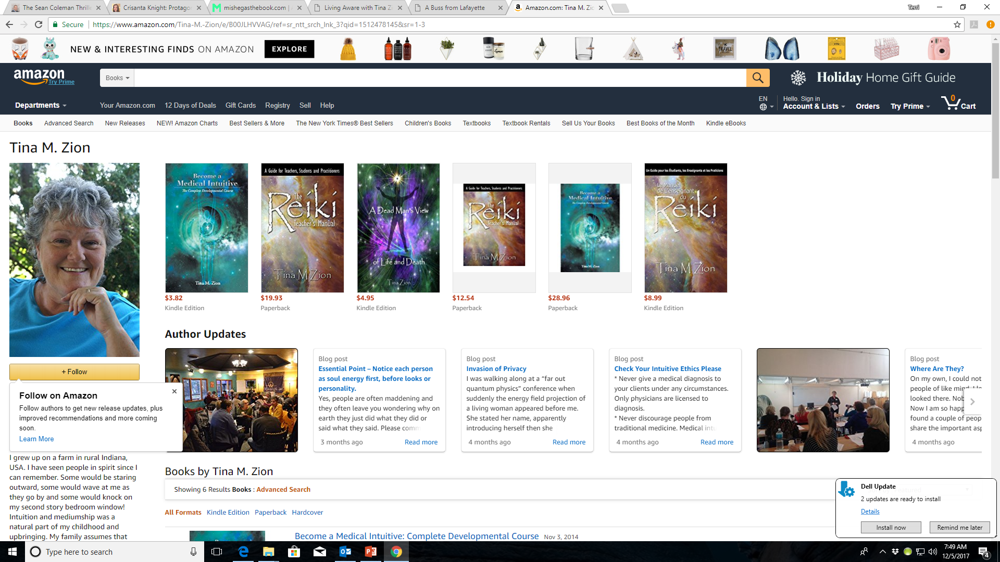 The Sean Coleman Thrille
Crisanta Knight: Protago
mishegasthebook.com |
Living Aware with Tina Z
A Buss from Lafayette
Amazon.com: Tina M. Zio
Terri
Secure
https://www.amazon.com/Tina-M.-Zion/e/B00JLHVVAG/ref=sr_ntt_srch_lnk_3?qid=1512478145&sr=1-3
NEW & INTERESTING FINDS ON AMAZON
EXPLORE
TRAVEL
amazon
Try Prime
Books
Holiday Home Gift Guide
Departments
Your Amazon.com
12 Days of Deals
Gift Cards
Registry
Sell
Help
EN
Hello. Sign in
Account & Lists
Orders
Try Prime
0
Cart
Books
Advanced Search
New Releases
NEW! Amazon Charts
Best Sellers & More
The New York Times® Best Sellers
Children's Books
Textbooks
Textbook Rentals
Sell Us Your Books
Best Books of the Month
Kindle eBooks
Tina M. Zion
Become a
Medical Intuitive
The Complete Developmental Course
Tina M. Zion
$3.82
Kindle Edition
A Guide for Teachers, Students and Practitioners
The
Reiki
Teacher's Manual
Tina M Zion
$19.93
Paperback
A Dead Man's View
of Life and Death
Tina Zion
$4.95
Kindle Edition
A Guide for Teachers, Students and Practitioners
The
Reiki
Teacher's Manual
Tina M Zion
$12.54
Paperback
Become a
Medical Intuitive
The Complete Developmental Course
Tina M. Zion
$28.96
Paperback
Un Guide pour les Étudiants, les Enseignants et les Praticiens
Le Manuel
de L'enseignant
du
Reiki
Tina M Zion
$8.99
Kindle Edition
+ Follow
Follow on Amazon
Follow authors to get new release updates, plus
improved recommendations and more coming
soon.
Learn More
I grew up on a farm in rural Indiana,
USA. I have seen people in spirit since I
can remember. Some would be staring
outward, some would wave at me as
they go by and some would knock on
my second story bedroom window!
Intuition and mediumship was a
natural part of my childhood and
upbringing. My family assumes that
Author Updates
Blog post
Essential Point – Notice each person
as soul energy first, before looks or
personality.
Yes, people are often maddening and
they often leave you wondering why on
earth they just did what they did or
said what they said. Please comm
3 months ago
Read more
Blog post
Invasion of Privacy
I was walking along at a “far out
quantum physics” conference when
suddenly the energy field projection of
a living woman appeared before me.
She stated her name, apparently
introducing herself then she
4 months ago
Read more
Blog post
Check Your Intuitive Ethics Please
* Never give a medical diagnosis to
your clients under any circumstances.
Only physicians are licensed to
diagnosis.
* Never discourage people from
traditional medicine. Medical intu
4 months ago
Read more
Blog post
Where Are They?
On my own, I could not
people of like mind. I
looked there. Nob
Now I am so happ
found a couple of peop
share the important asp
4 months ago
Books by Tina M. Zion
Showing 6 Results Books : Advanced Search
All Formats
Kindle Edition
Paperback
Hardcover
Become a Medical Intuitive: Complete Developmental Course Nov 3, 2014
Dell Update
2 updates are ready to install
Details
Install now
Remind me later
Type here to search
7:49 AM
12/5/2017
4